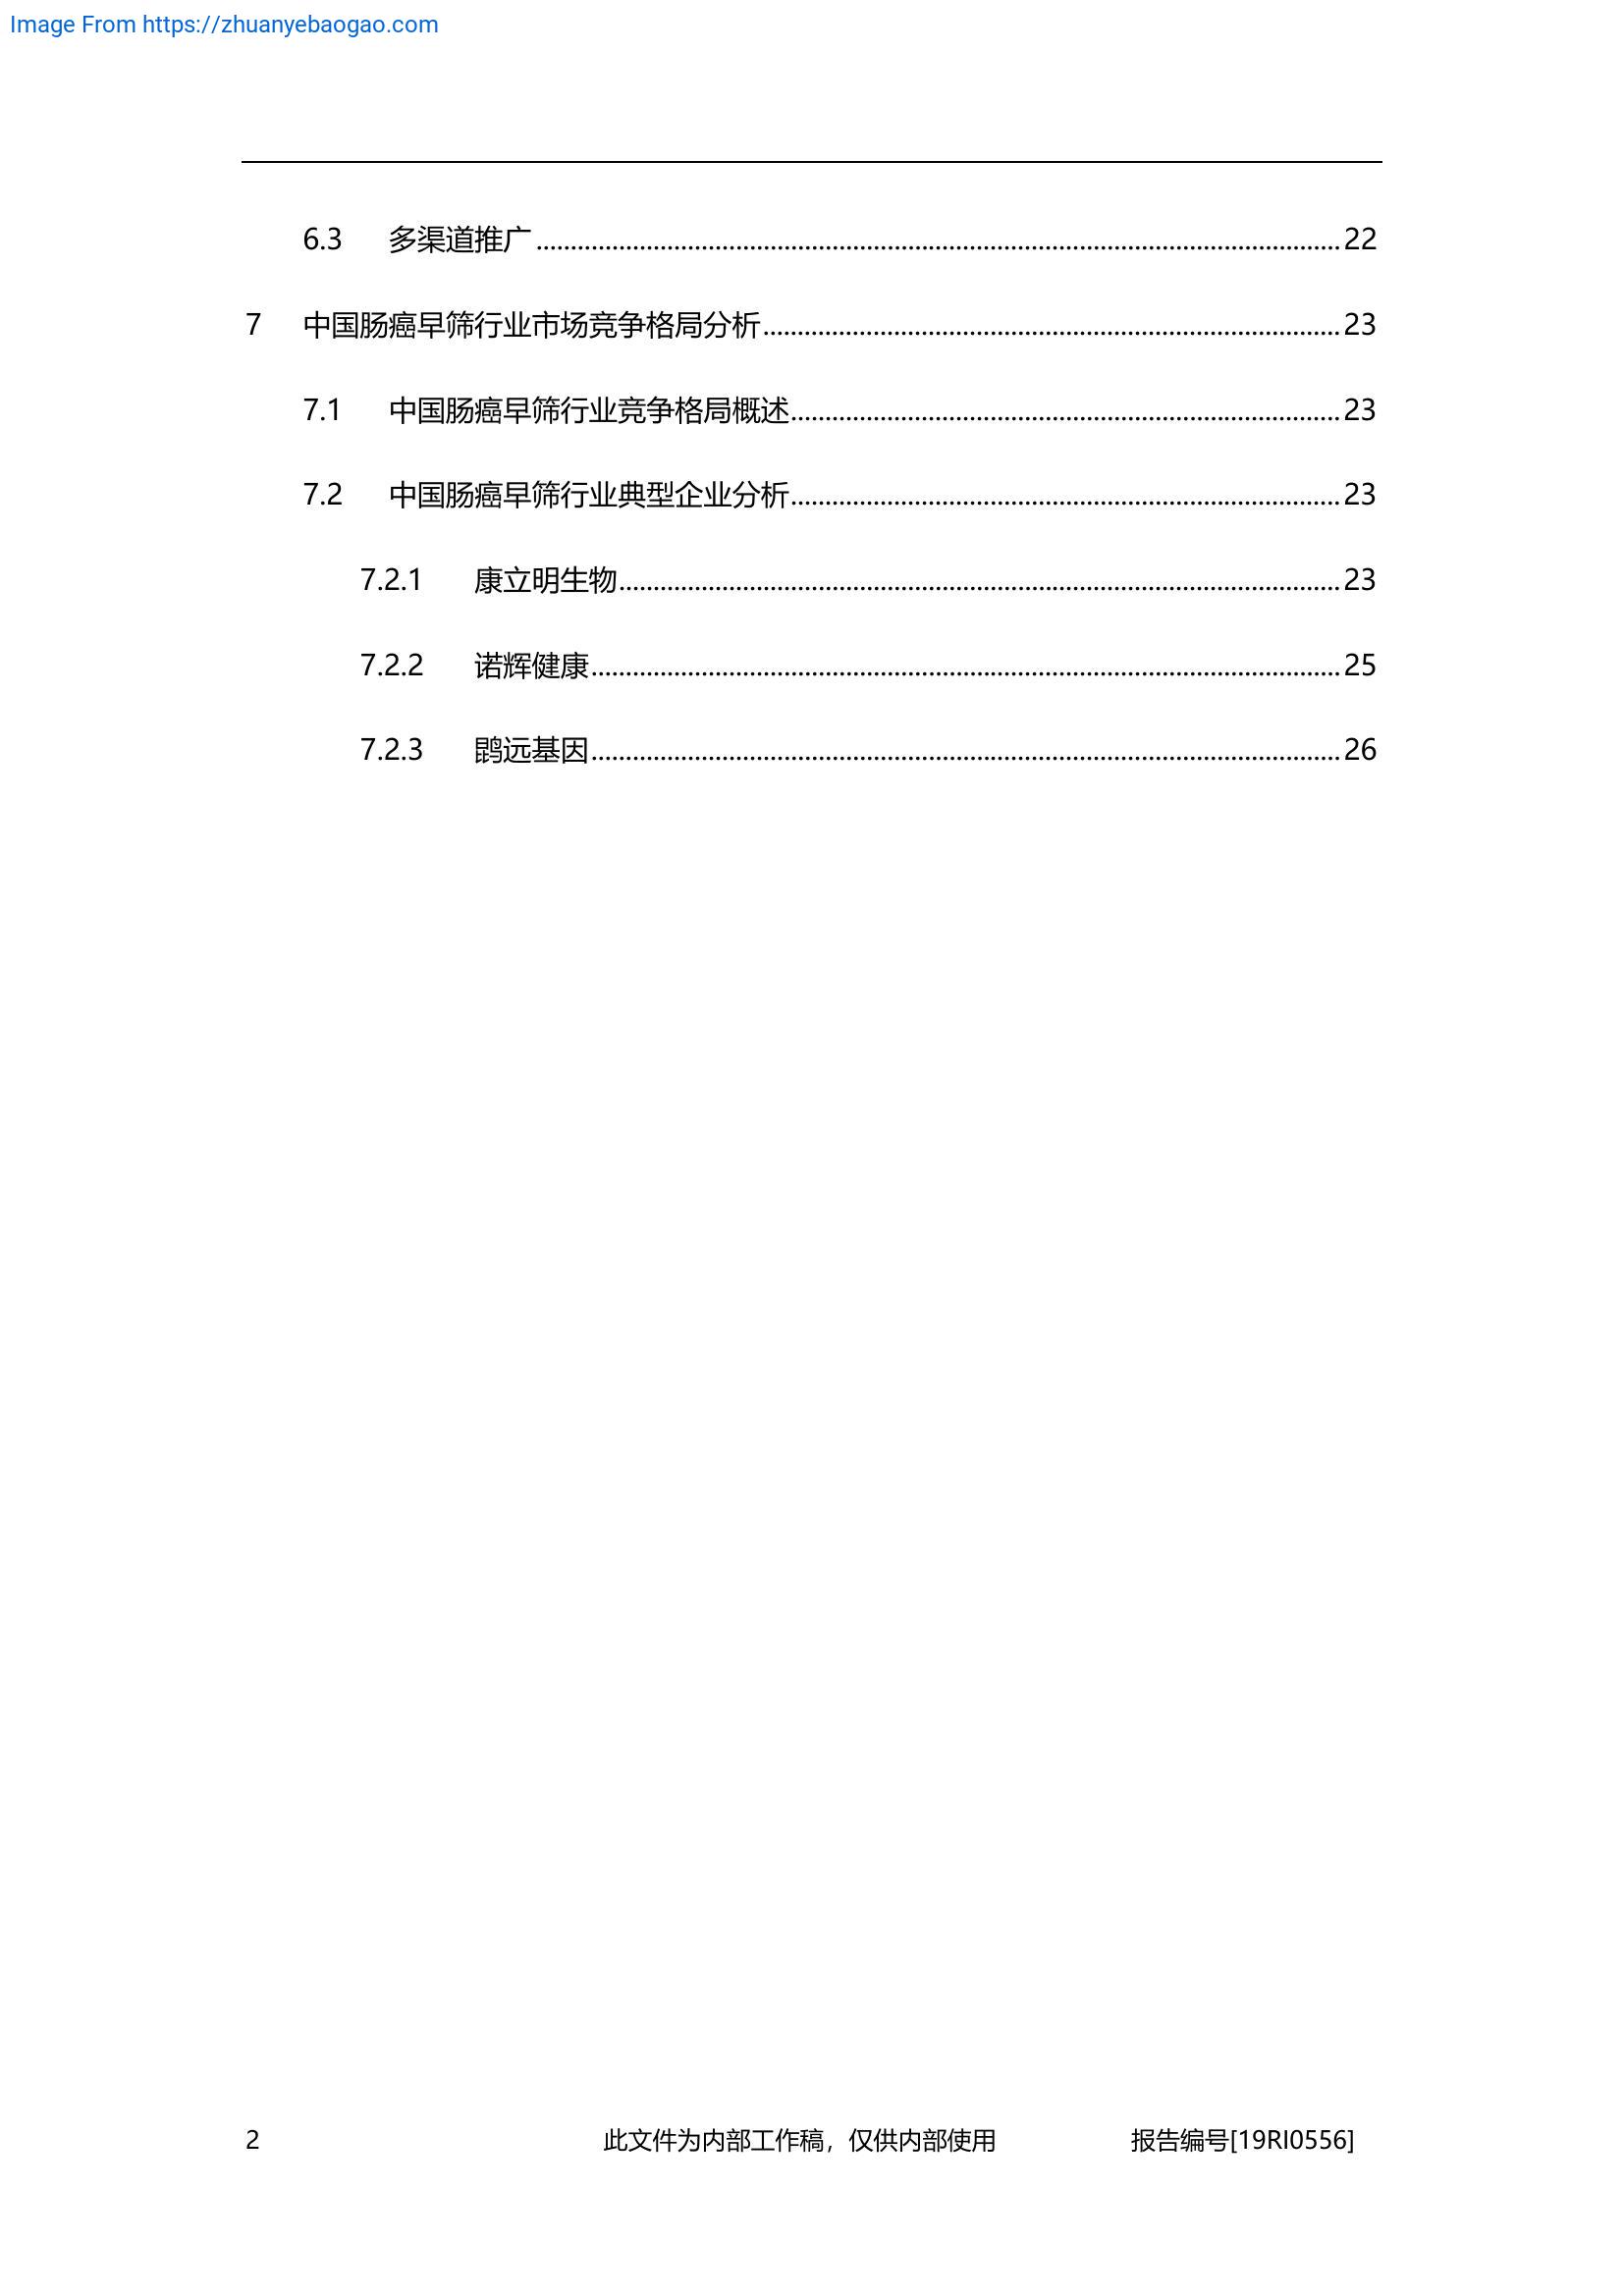 Image From https://zhuanyebaogao.com
6.3 多渠道推广 22
7 中国肠癌早筛行业市场竞争格局分析 23
7.1 中国肠癌早筛行业竞争格局概述 23
7.2 中国肠癌早筛行业典型企业分析 23
7.2.1 康立明生物 23
7.2.2 诺辉健康 25
7.2.3 鹍远基因 26
2 此文件为内部工作稿，仅供内部使用 报告编号[19RI0556]